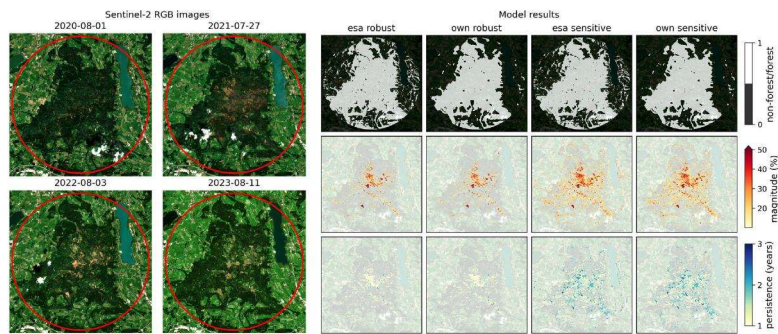 Sentinel-2 RGB images
2020-08-01
2021-07-27
2022-08-03
2023-08-11
Model results
esa robust
own robust
esa sensitive
own sensitive
1
0
non-forest/forest
50
40
30
20
magnitude (%)
3
2
1
persistence (years)